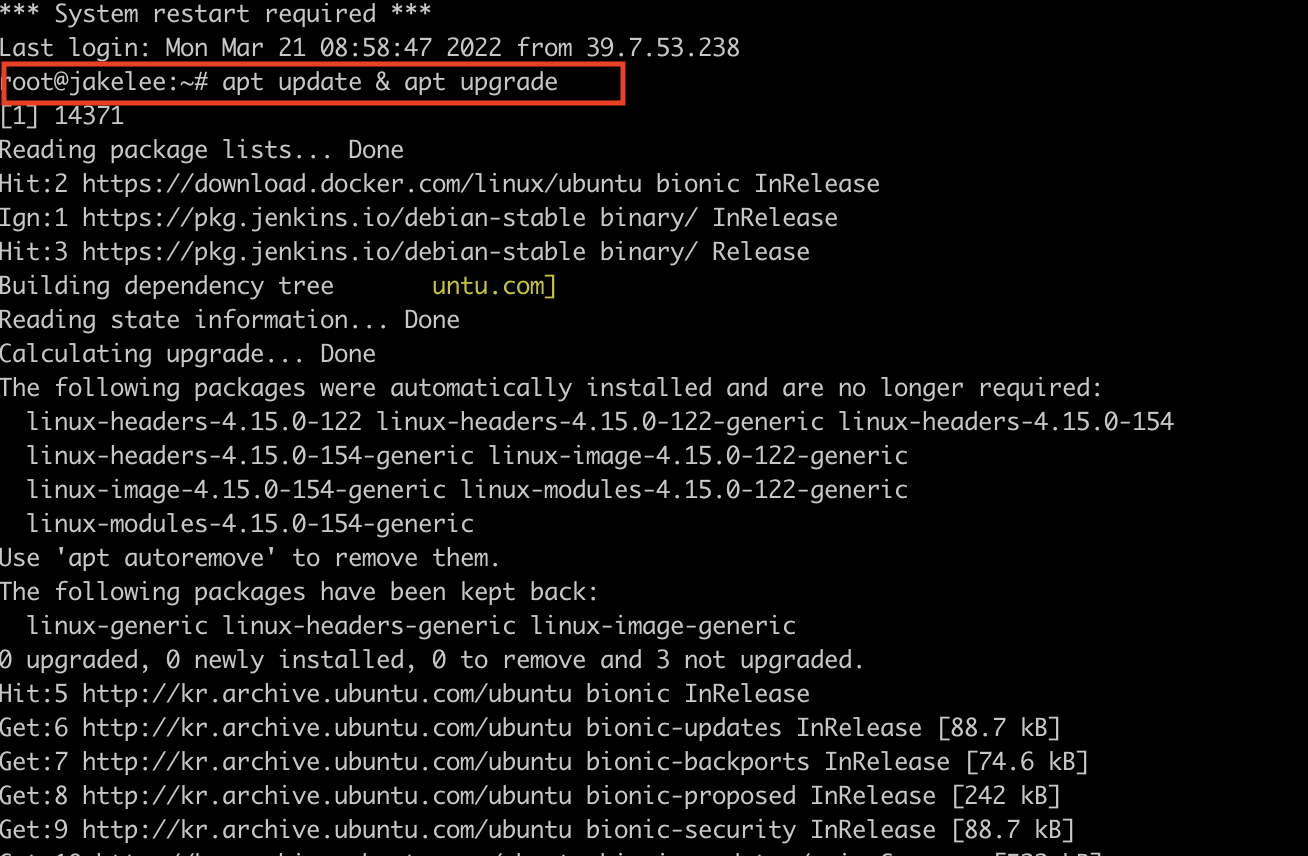 *** System restart required ***
Last login: Mon Mar 21 08:58:47 2022 from 39.7.53.238
root@jakelee:~# apt update & apt upgrade
[1] 14371
Reading package lists... Done
Hit:2 https://download.docker.com/linux/ubuntu bionic InRelease
Ign:1 https://pkg.jenkins.io/debian-stable binary/ InRelease
Hit:3 https://pkg.jenkins.io/debian-stable binary/ Release
Building dependency tree       untu.com]
Reading state information... Done
Calculating upgrade... Done
The following packages were automatically installed and are no longer required:
  linux-headers-4.15.0-122 linux-headers-4.15.0-122-generic linux-headers-4.15.0-154
  linux-headers-4.15.0-154-generic linux-image-4.15.0-122-generic
  linux-image-4.15.0-154-generic linux-modules-4.15.0-122-generic
  linux-modules-4.15.0-154-generic
Use 'apt autoremove' to remove them.
The following packages have been kept back:
  linux-generic linux-headers-generic linux-image-generic
0 upgraded, 0 newly installed, 0 to remove and 3 not upgraded.
Hit:5 http://kr.archive.ubuntu.com/ubuntu bionic InRelease
Get:6 http://kr.archive.ubuntu.com/ubuntu bionic-updates InRelease [88.7 kB]
Get:7 http://kr.archive.ubuntu.com/ubuntu bionic-backports InRelease [74.6 kB]
Get:8 http://kr.archive.ubuntu.com/ubuntu bionic-proposed InRelease [242 kB]
Get:9 http://kr.archive.ubuntu.com/ubuntu bionic-security InRelease [88.7 kB]